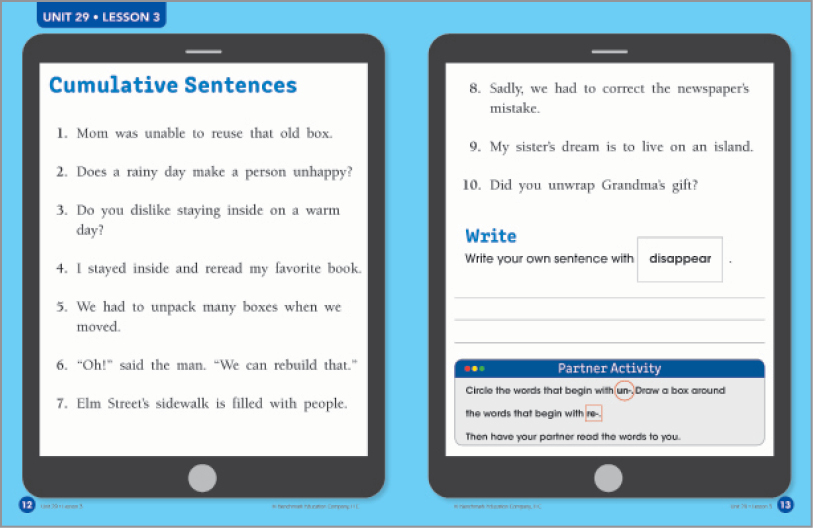 UNIT 29 • LESSON 3
Cumulative Sentences
1. Mom was unable to reuse that old box.
2. Does a rainy day make a person unhappy?
3. Do you dislike staying inside on a warm
day?
4. I stayed inside and reread my favorite book.
5. We had to unpack many boxes when we
moved.
6. “Oh!” said the man. “We can rebuild that.”
7. Elm Street’s sidewalk is filled with people.
12 Unit 29 • Lesson 3
© Benchmark Education Company, LLC
8. Sadly, we had to correct the newspaper’s
mistake.
9. My sister’s dream is to live on an island.
10. Did you unwrap Grandma’s gift?
Write
Write your own sentence with disappear .
Partner Activity
Circle the words that begin with un-. Draw a box around
the words that begin with re-.
Then have your partner read the words to you.
© Benchmark Education Company, LLC
Unit 29 • Lesson 3 13